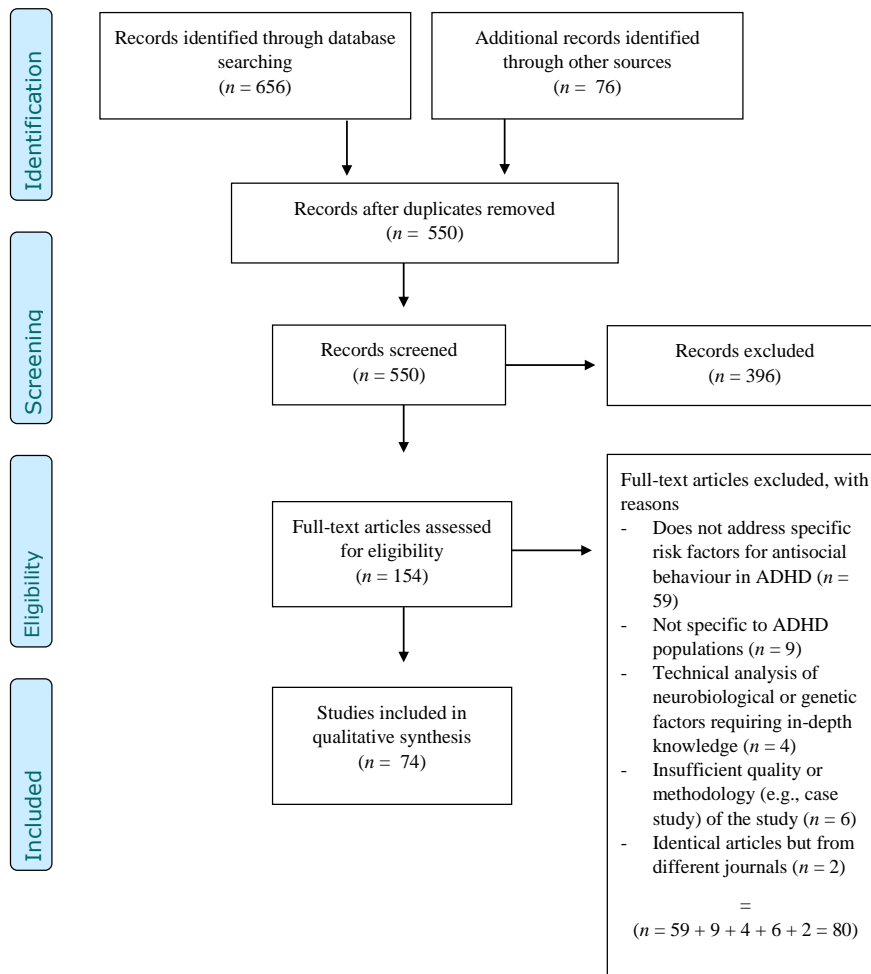 Identification
Records identified through database
searching
(n = 656)
Additional records identified
through other sources
(n = 76)
Records after duplicates removed
(n = 550)
Screening
Records screened
(n = 550)
Records excluded
(n = 396)
Eligibility
Full-text articles assessed
for eligibility
(n = 154)
Full-text articles excluded, with
reasons
- Does not address specific
risk factors for antisocial
behaviour in ADHD (n =
59)
- Not specific to ADHD
populations (n = 9)
- Technical analysis of
neurobiological or genetic
factors requiring in-depth
knowledge (n = 4)
- Insufficient quality or
methodology (e.g., case
study) of the study (n = 6)
- Identical articles but from
different journals (n = 2)
=
(n = 59 + 9 + 4 + 6 + 2 = 80)
Included
Studies included in
qualitative synthesis
(n = 74)